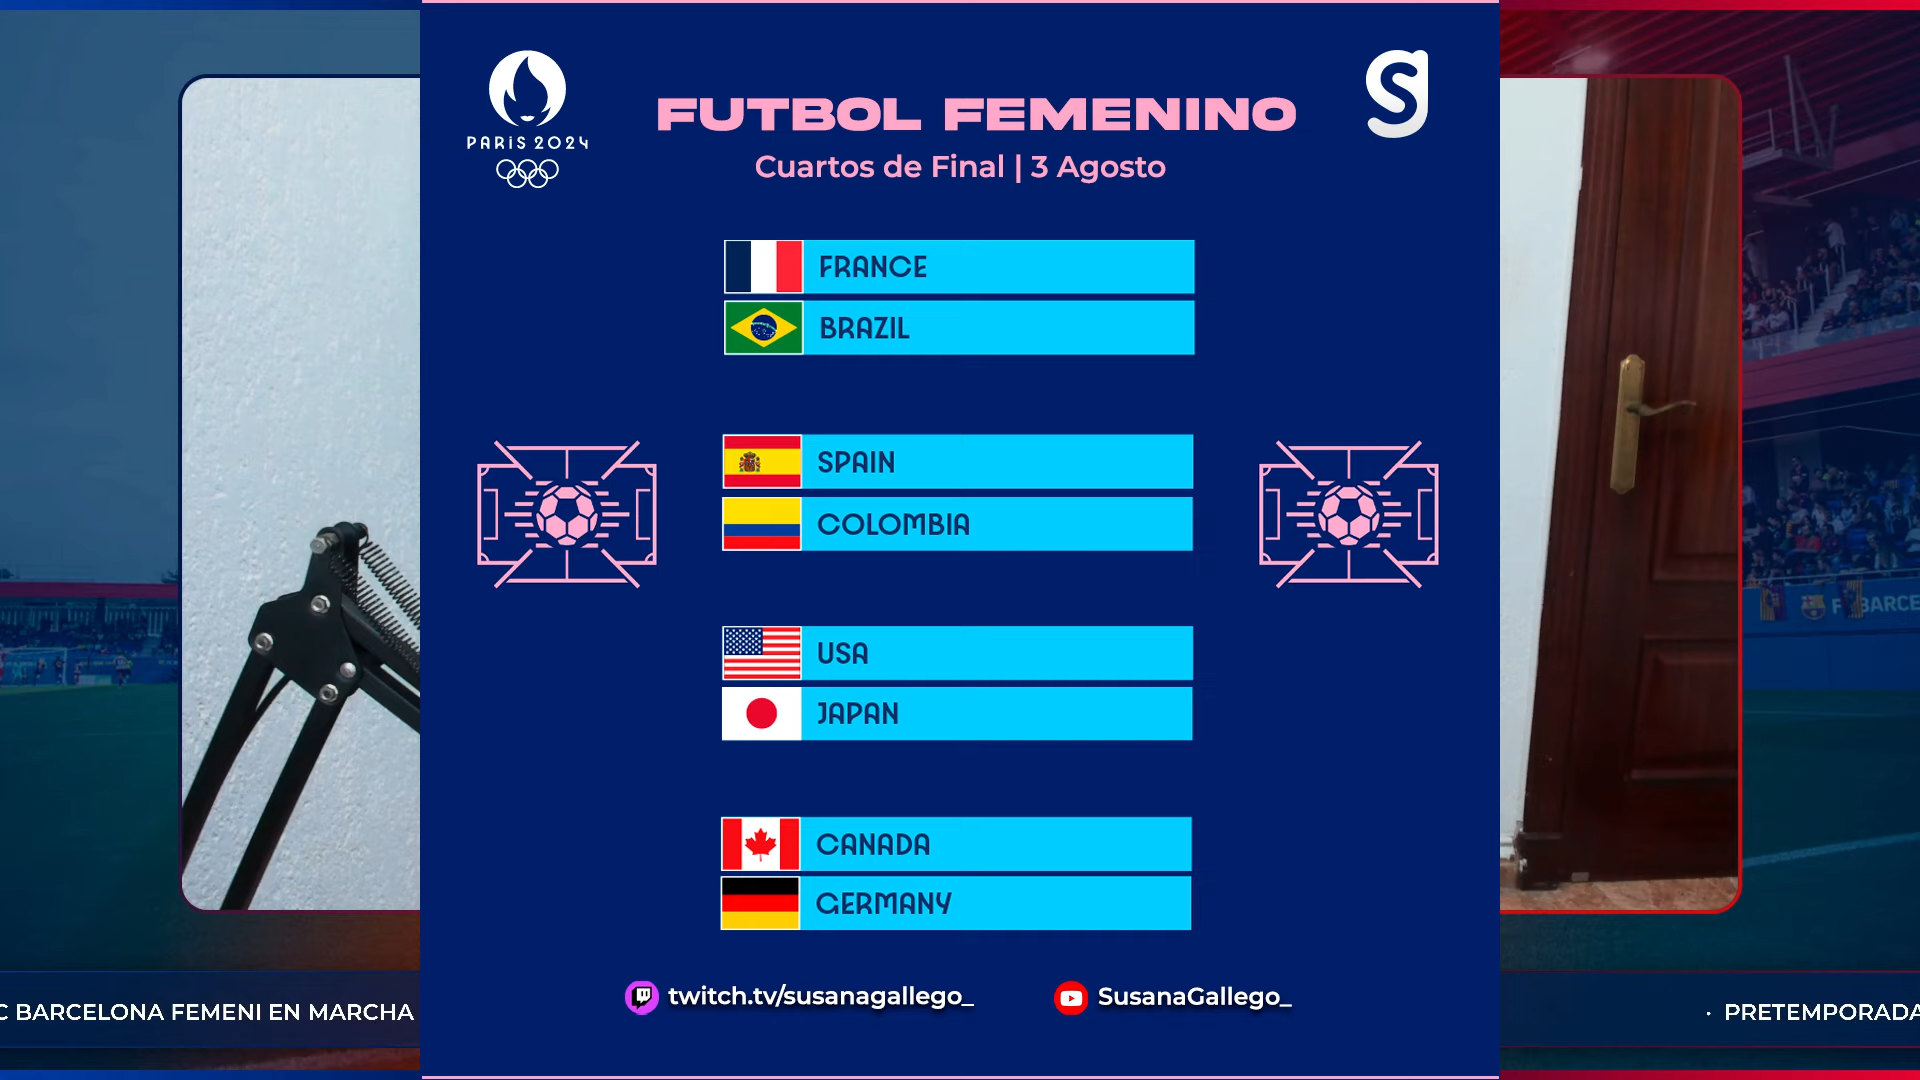 PARIS 2024
FUTBOL FEMENINO
Cuartos de Final | 3 Agosto
FRANCE
BRAZIL
SPAIN
COLOMBIA
USA
JAPAN
CANADA
GERMANY
twitch.tv/susanagallego_
SusanaGallego_
C BARCELONA FEMENI EN MARCHA
· PRETEMPORADA
F BARCE